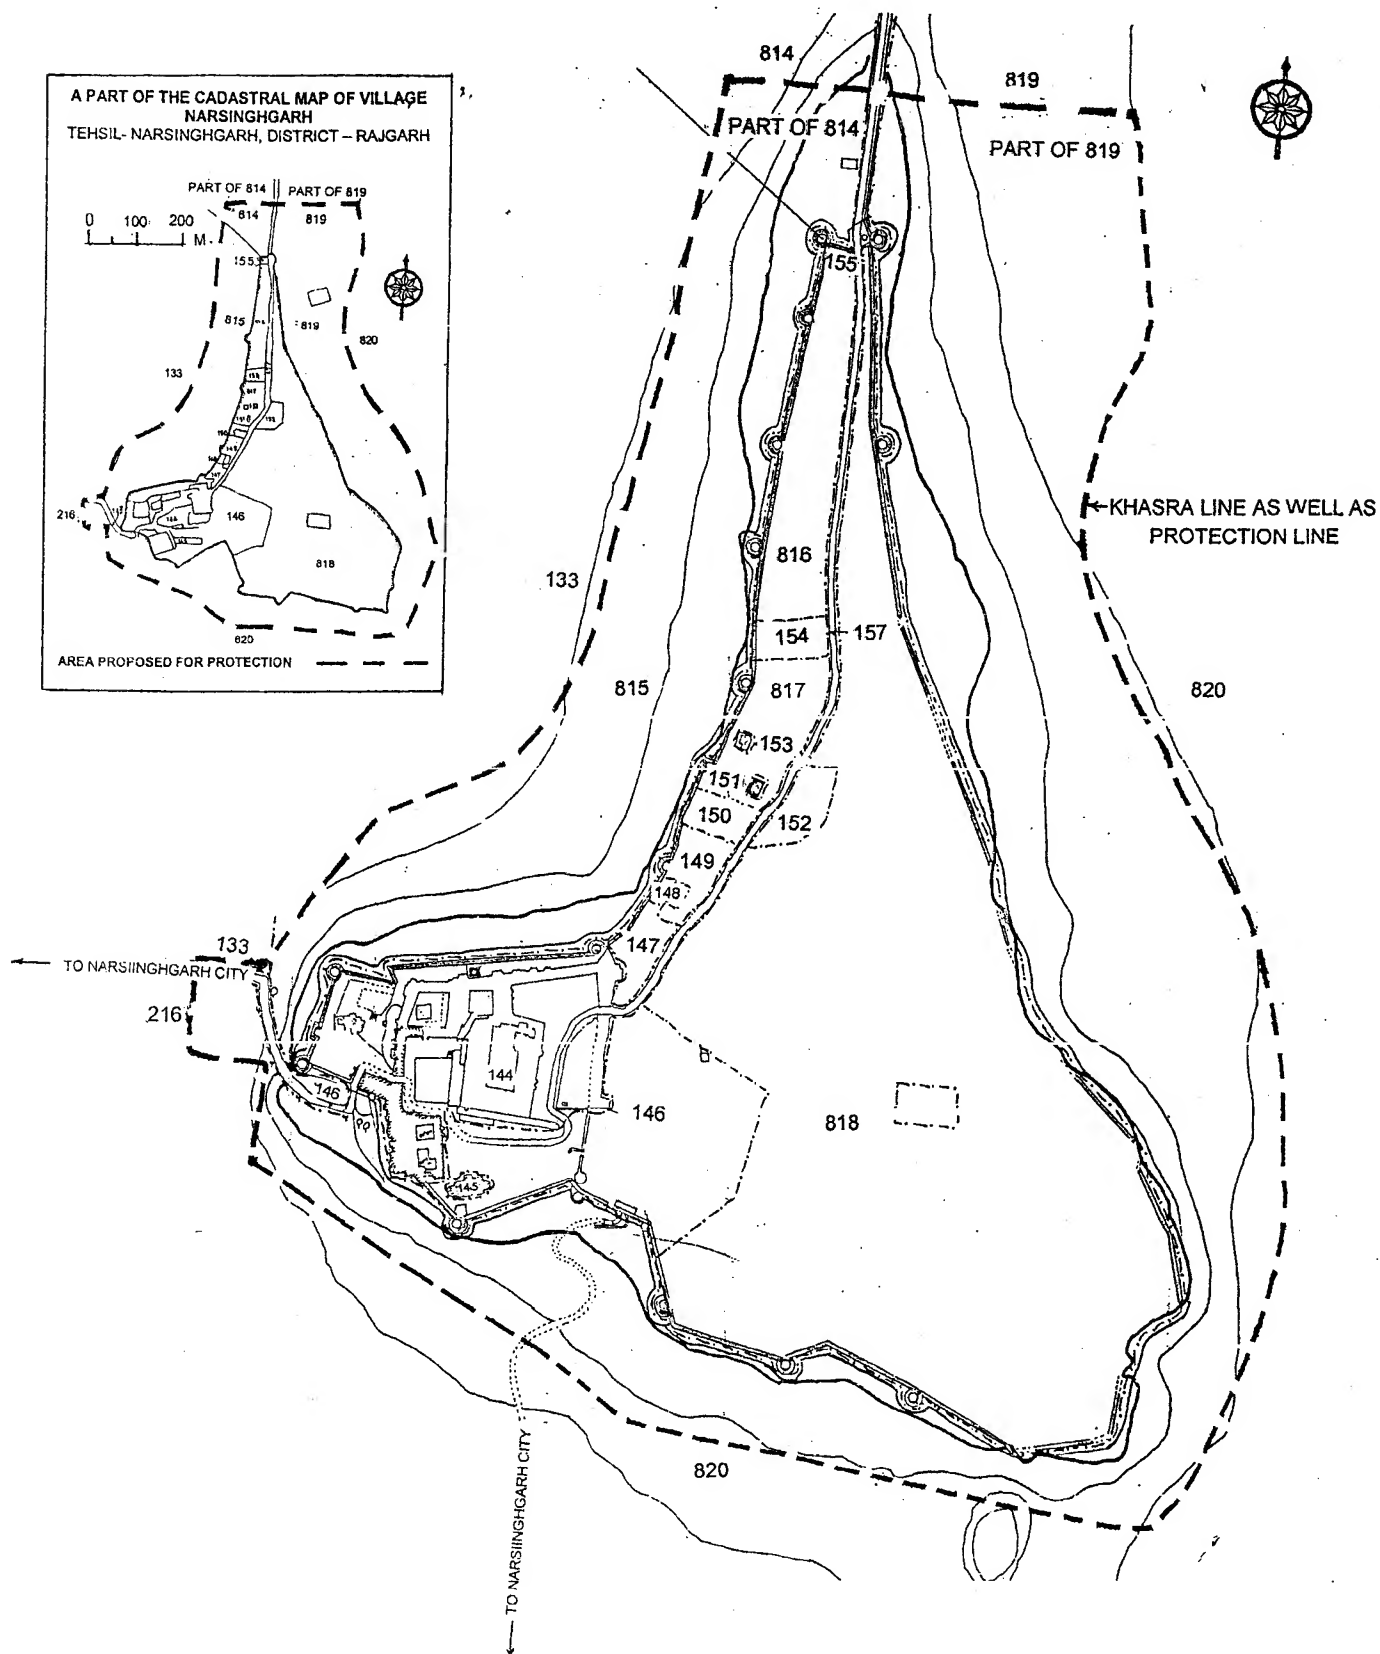 A PART OF THE CADASTRAL MAP OF VILLAGE
NARSINGHGARH
TEHSIL- NARSINGHGARH, DISTRICT – RAJGARH
PART OF 814 PART OF 819
814 819
0 100 200
M
155
815
819
820
133
216
146
818
820
AREA PROPOSED FOR PROTECTION
814
819
PART OF 814
PART OF 819
155
KHASRA LINE AS WELL AS
PROTECTION LINE
816
133
154
157
815
817
820
153
151
150
152
149
148
147
133
TO NARSIINGHGARH CITY
216
144
146
146
818
145
820
TO NARSIINGHGARH CITY